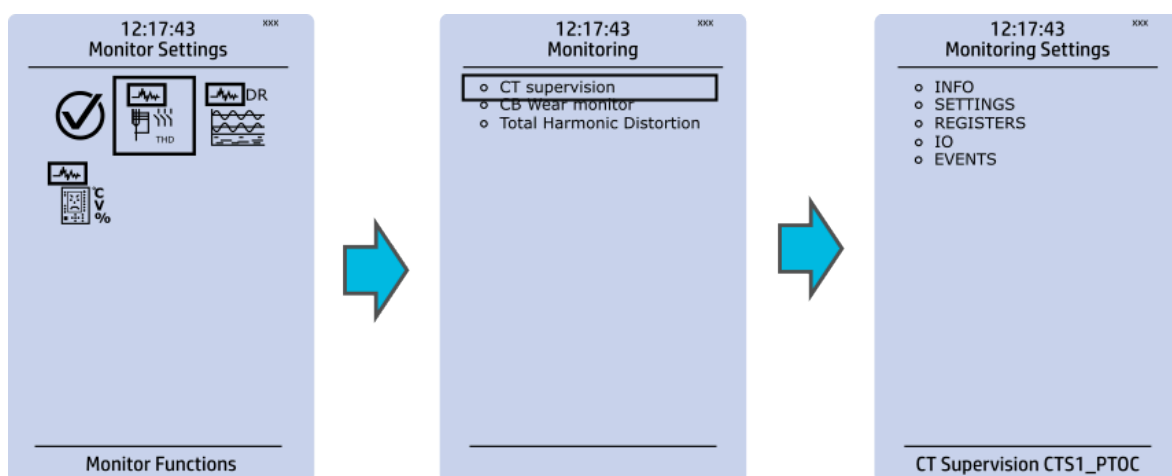 12:17:43 xxx
Monitor Settings
DR
THD
°C
V
%
Monitor Functions
12:17:43 xxx
Monitoring
CT supervision
CB Wear monitor
Total Harmonic Distortion
12:17:43 xxx
Monitoring Settings
INFO
SETTINGS
REGISTERS
IO
EVENTS
CT Supervision CTS1_PTOC